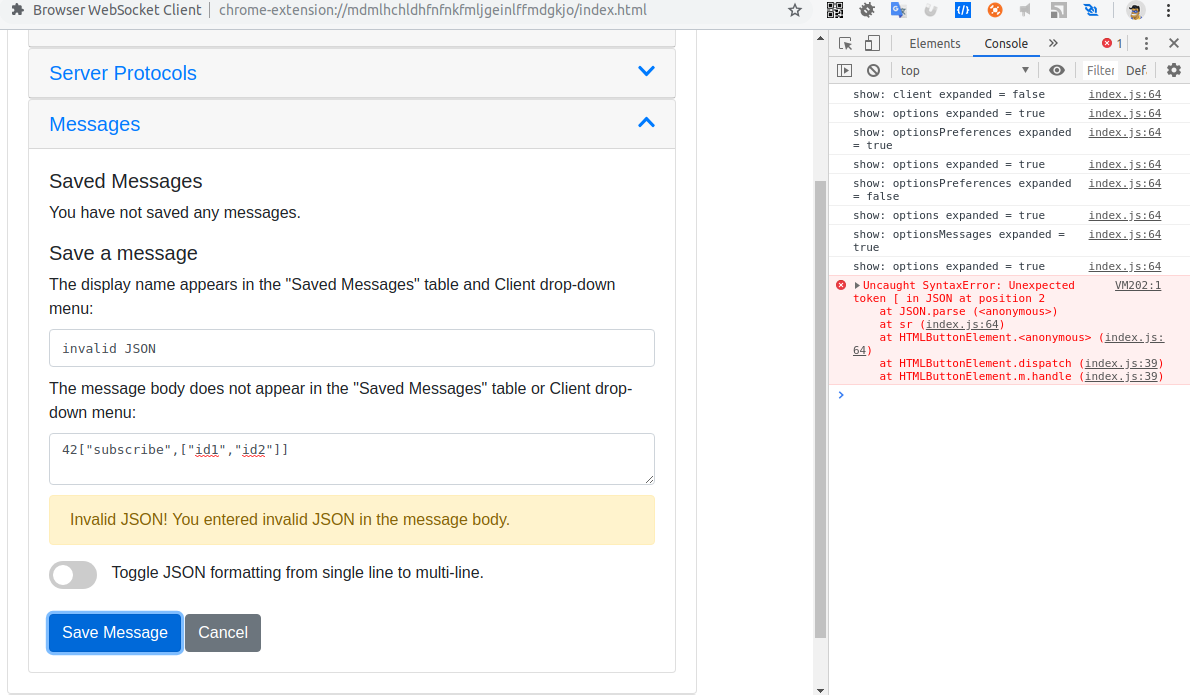 Browser WebSocket Client | chrome-extension://mdmlhchldhfnfnkfmljgeinlffmdgkjo/index.html
Server Protocols
Messages
Saved Messages
You have not saved any messages.
Save a message
The display name appears in the "Saved Messages" table and Client drop-down
menu:
invalid JSON
The message body does not appear in the "Saved Messages" table or Client drop-
down menu:
42["subscribe",["id1","id2"]]
Invalid JSON! You entered invalid JSON in the message body.
Toggle JSON formatting from single line to multi-line.
Save Message Cancel
Elements Console » 1
top Filter Def
show: client expanded = false index.js:64
show: options expanded = true index.js:64
show: optionsPreferences expanded index.js:64
= true
show: options expanded = true index.js:64
show: optionsPreferences expanded index.js:64
= false
show: options expanded = true index.js:64
show: optionsMessages expanded = index.js:64
true
show: options expanded = true index.js:64
Uncaught SyntaxError: Unexpected VM202:1
token [ in JSON at position 2
at JSON.parse (<anonymous>)
at sr (index.js:64)
at HTMLButtonElement.<anonymous> (index.js:
64)
at HTMLButtonElement.dispatch (index.js:39)
at HTMLButtonElement.m.handle (index.js:39)